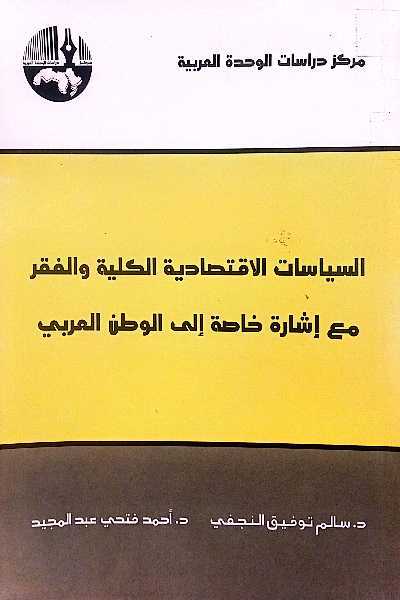 مركز دراسات الوحدة العربية
السياسات الاقتصادية الكلية والفقر
مع إشارة خاصة إلى الوطن العربي
د. سالم توفيق النجفي د. أحمد فتحي عبد المجيد